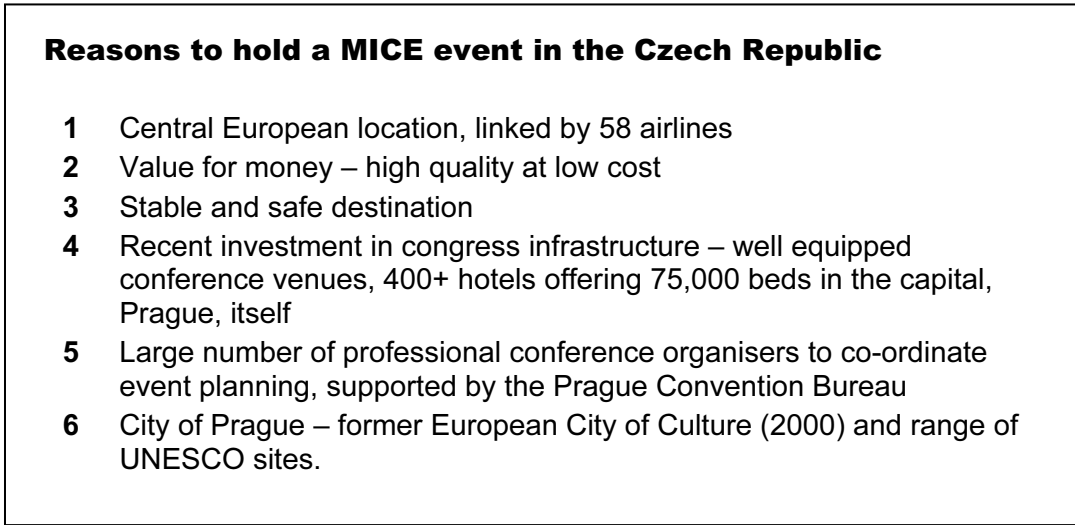 Reasons to hold a MICE event in the Czech Republic
1 Central European location, linked by 58 airlines
2 Value for money – high quality at low cost
3 Stable and safe destination
4 Recent investment in congress infrastructure – well equipped
conference venues, 400+ hotels offering 75,000 beds in the capital,
Prague, itself
5 Large number of professional conference organisers to co-ordinate
event planning, supported by the Prague Convention Bureau
6 City of Prague – former European City of Culture (2000) and range of
UNESCO sites.